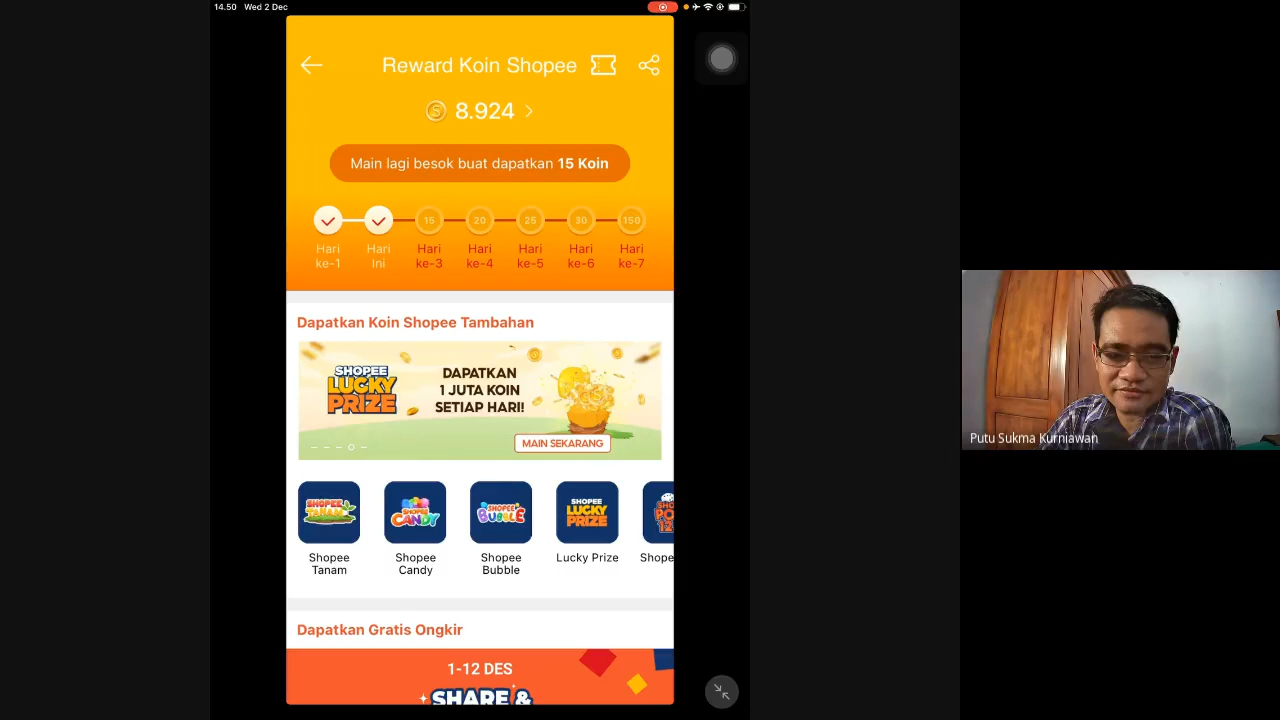 14.50 Wed 2 Dec
Reward Koin Shopee
8.924
Main lagi besok buat dapatkan 15 Koin
15 20 25 30 150
Hari ke-1
Hari Ini
Hari ke-3
Hari ke-4
Hari ke-5
Hari ke-6
Hari ke-7
Dapatkan Koin Shopee Tambahan
SHOPEE
LUCKY
PRIZE
DAPATKAN
1 JUTA KOIN
SETIAP HARI!
MAIN SEKARANG
SHOPEE
TANAM
SHOPEE
CANDY
SHOPEE
BUBBLE
SHOPEE
LUCKY
PRIZE
Shopee
Tanam
Shopee
Candy
Shopee
Bubble
Lucky Prize
Shope
Dapatkan Gratis Ongkir
1-12 DES
SHARE &
Putu Sukma Kurniawan